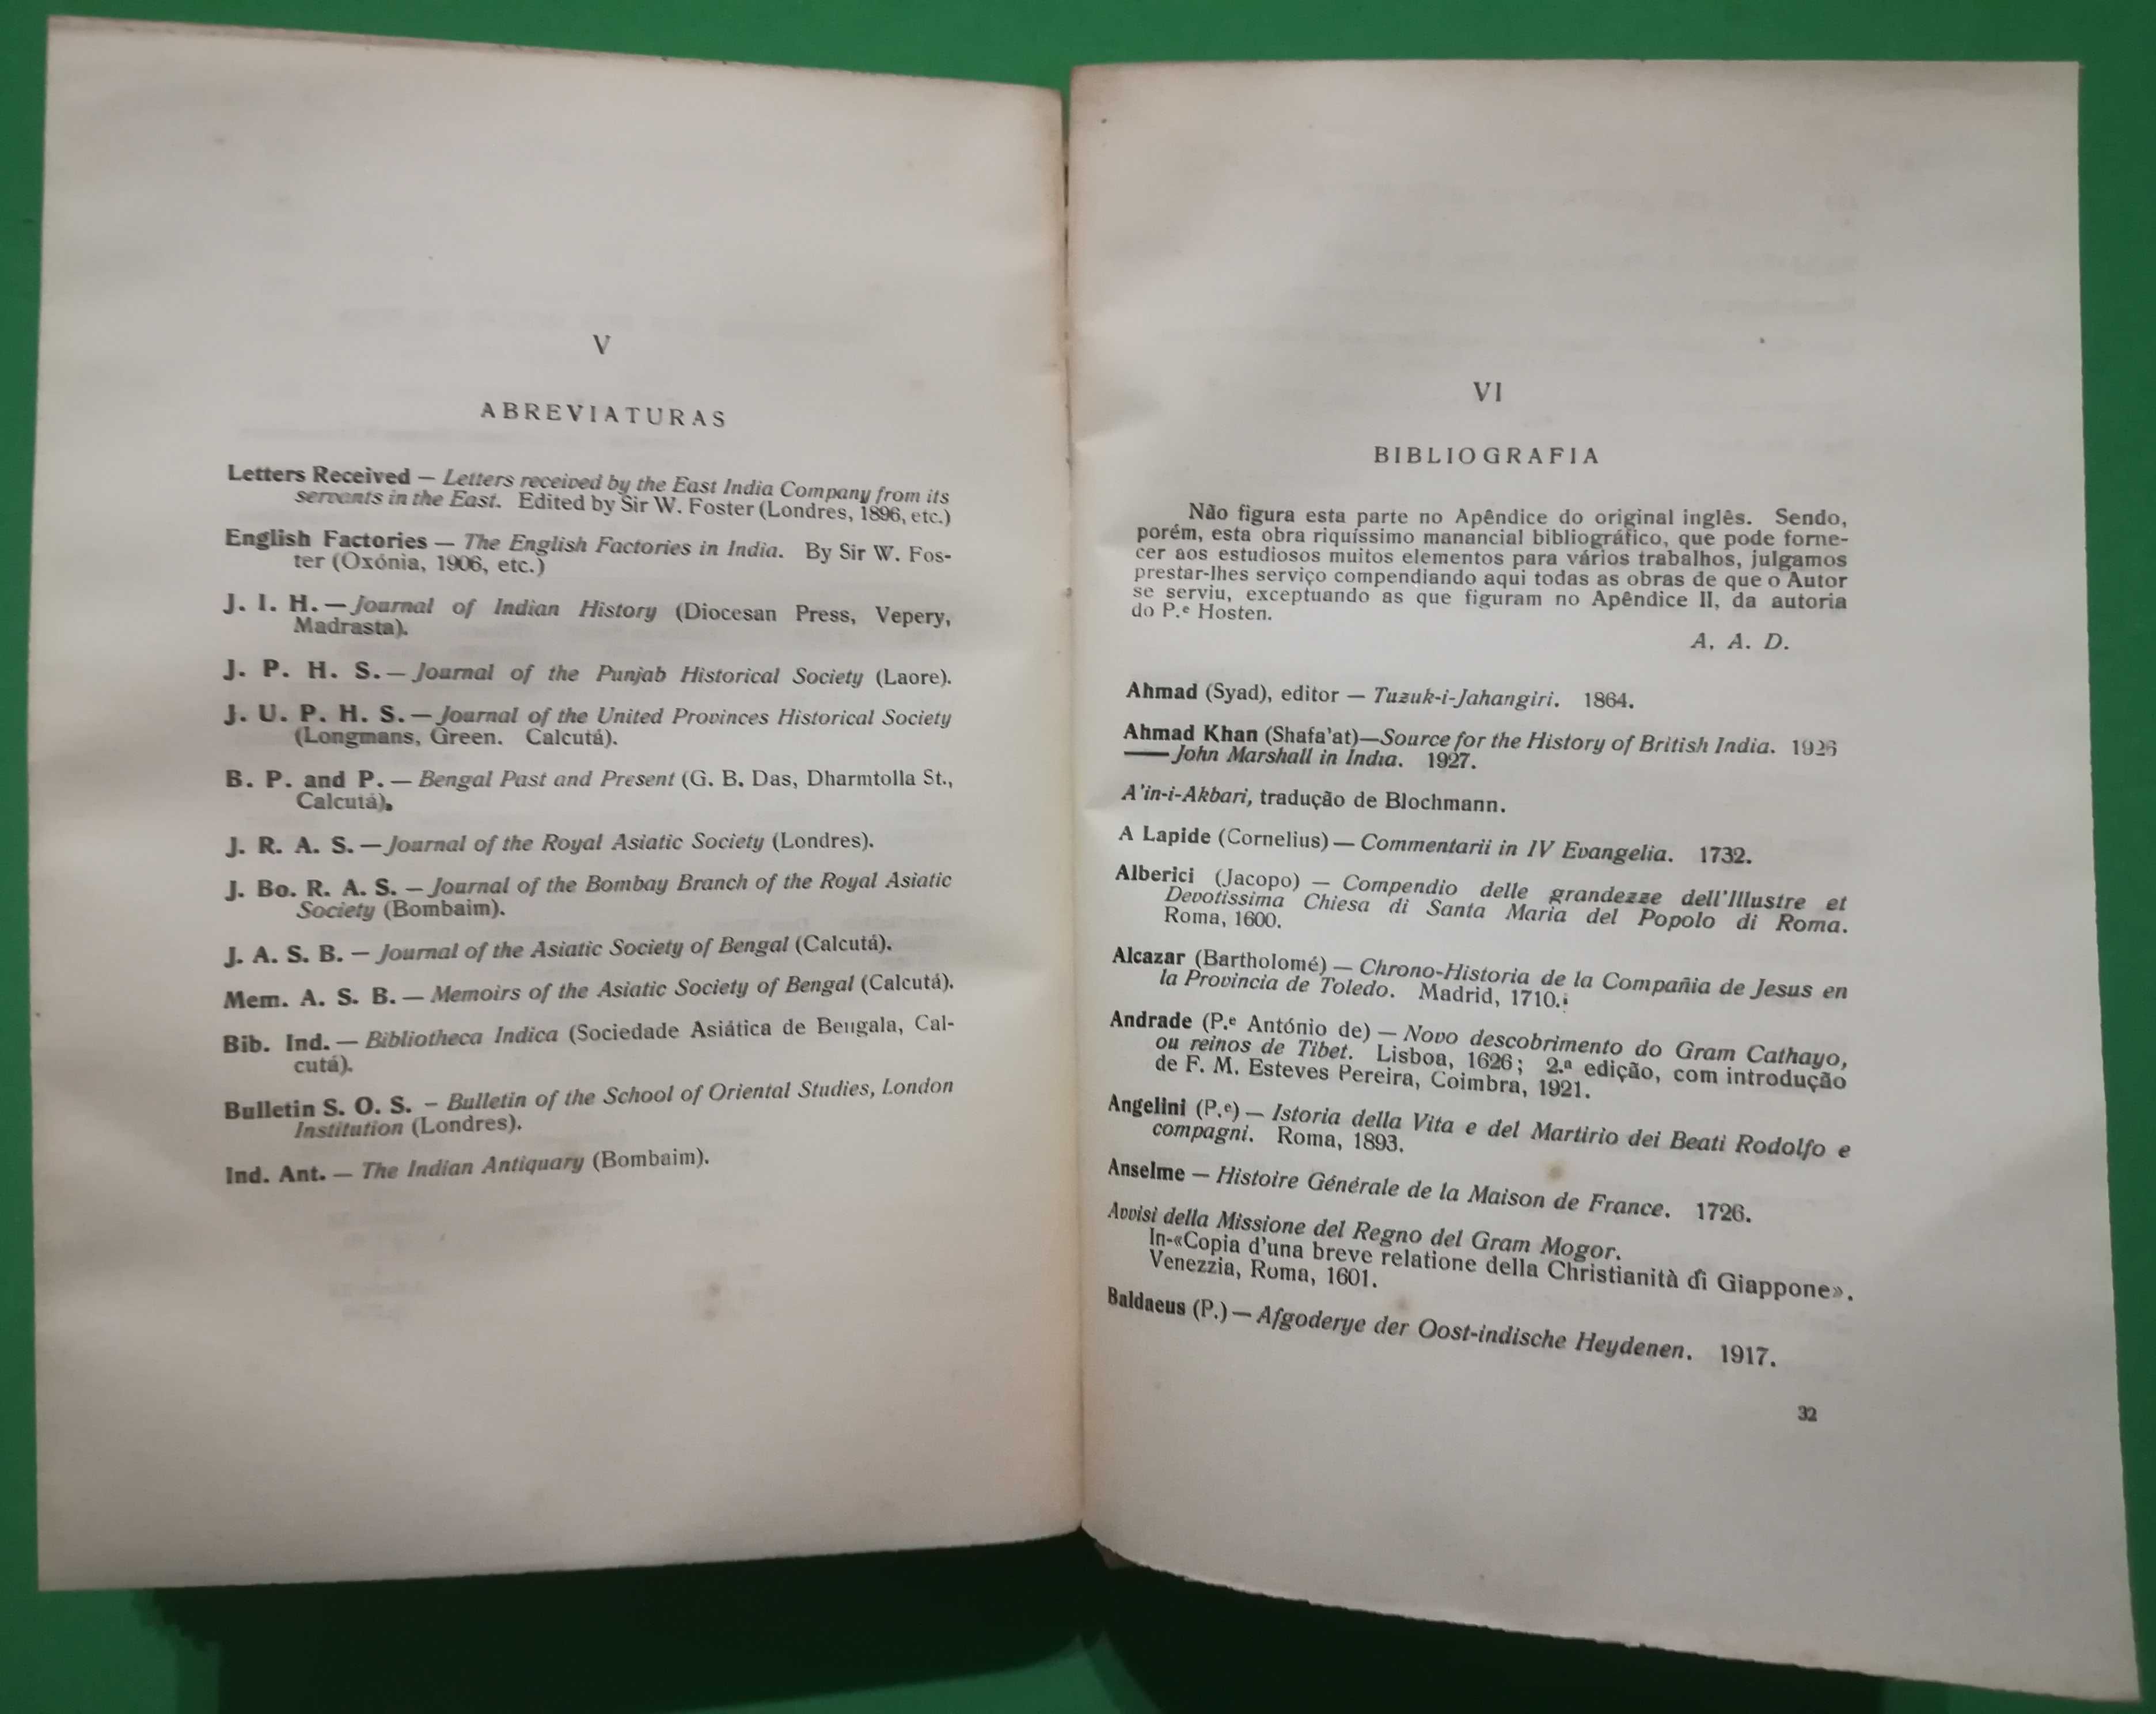 V
ABREVIATURAS
Letters Received — Letters received by the East India Company from its
servants in the East. Edited by Sir W. Foster (Londres, 1896, etc.)
English Factories — The English Factories in India. By Sir W. Fos-
ter (Oxónia, 1906, etc.)
J. I. H. — Journal of Indian History (Diocesan Press, Vepery,
Madrasta).
J. P. H. S. — Journal of the Punjab Historical Society (Laore).
J. U. P. H. S. — Journal of the United Provinces Historical Society
(Longmans, Green. Calcutá).
B. P. and P. — Bengal Past and Present (G. B. Das, Dharmtolla St.,
Calcutá).
J. R. A. S. — Journal of the Royal Asiatic Society (Londres).
J. Bo. R. A. S. — Journal of the Bombay Branch of the Royal Asiatic
Society (Bombaim).
J. A. S. B. — Journal of the Asiatic Society of Bengal (Calcutá).
Mem. A. S. B. — Memoirs of the Asiatic Society of Bengal (Calcutá).
Bib. Ind. — Bibliotheca Indica (Sociedade Asiática de Bengala, Cal-
cutá).
Bulletin S. O. S. – Bulletin of the School of Oriental Studies, London
Institution (Londres).
Ind. Ant. — The Indian Antiquary (Bombaim).
VI
BIBLIOGRAFIA
Não figura esta parte no Apêndice do original inglês. Sendo,
porém, esta obra riquíssimo manancial bibliográfico, que pode forne-
cer aos estudiosos muitos elementos para vários trabalhos, julgamos
prestar-lhes serviço compendiando aqui todas as obras de que o Autor
se serviu, exceptuando as que figuram no Apêndice II, da autoria
do P.e Hosten.
A. A. D.
Ahmad (Syad), editor — Tuzuk-i-Jahangiri. 1864.
Ahmad Khan (Shafa'at)—Source for the History of British India. 1926
—— John Marshall in India. 1927.
A'in-i-Akbari, tradução de Blochmann.
A Lapide (Cornelius) — Commentarii in IV Evangelia. 1732.
Alberici (Jacopo) — Compendio delle grandezze dell'Illustre et
Devotissima Chiesa di Santa Maria del Popolo di Roma.
Roma, 1600.
Alcazar (Bartholomé) — Chrono-Historia de la Compañia de Jesus en
la Provincia de Toledo. Madrid, 1710.
Andrade (P.e António de) — Novo descobrimento do Gram Cathayo,
ou reinos de Tibet. Lisboa, 1626; 2.ª edição, com introdução
de F. M. Esteves Pereira, Coimbra, 1921.
Angelini (P.e) — Istoria della Vita e del Martirio dei Beati Rodolfo e
compagni. Roma, 1893.
Anselme — Histoire Générale de la Maison de France. 1726.
Avvisi della Missione del Regno del Gram Mogor.
In-«Copia d'una breve relatione della Christianità di Giappone».
Venezzia, Roma, 1601.
Baldaeus (P.) — Afgoderye der Oost-indische Heydenen. 1917.
32